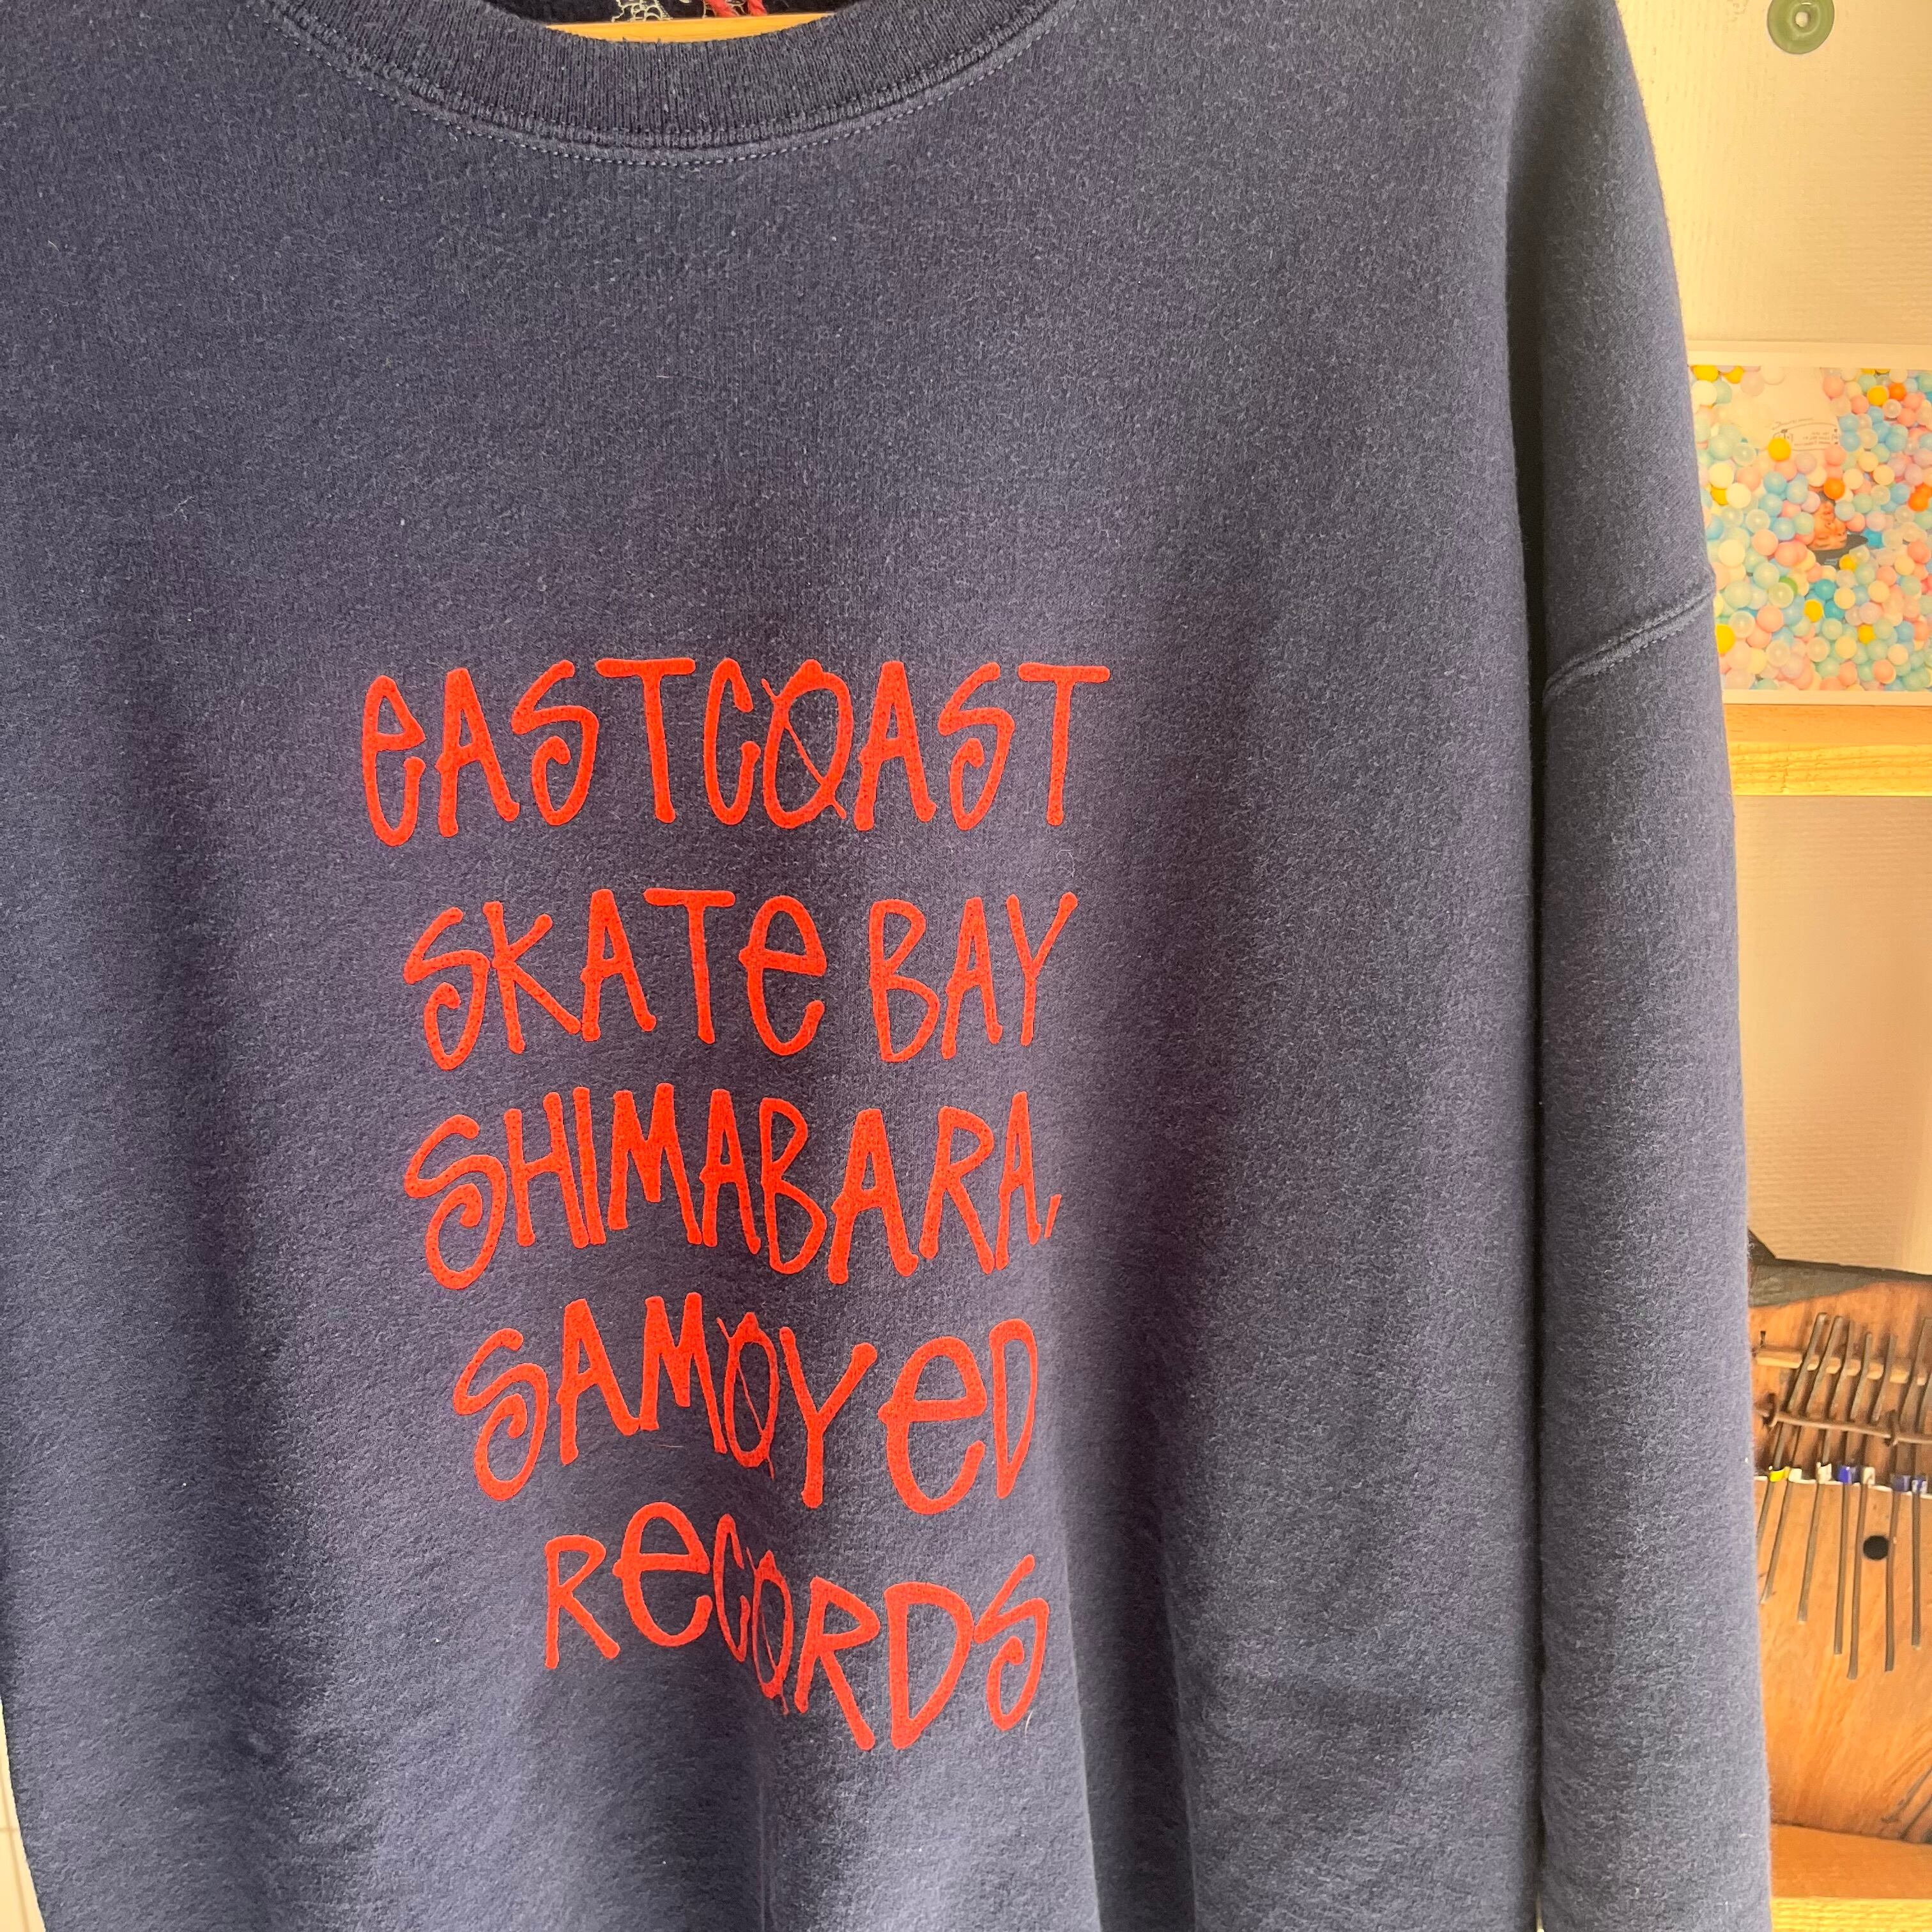 eASTCOAST
SKATe BAY
SHIMABARA,
SAMOYeD
ReCORDS